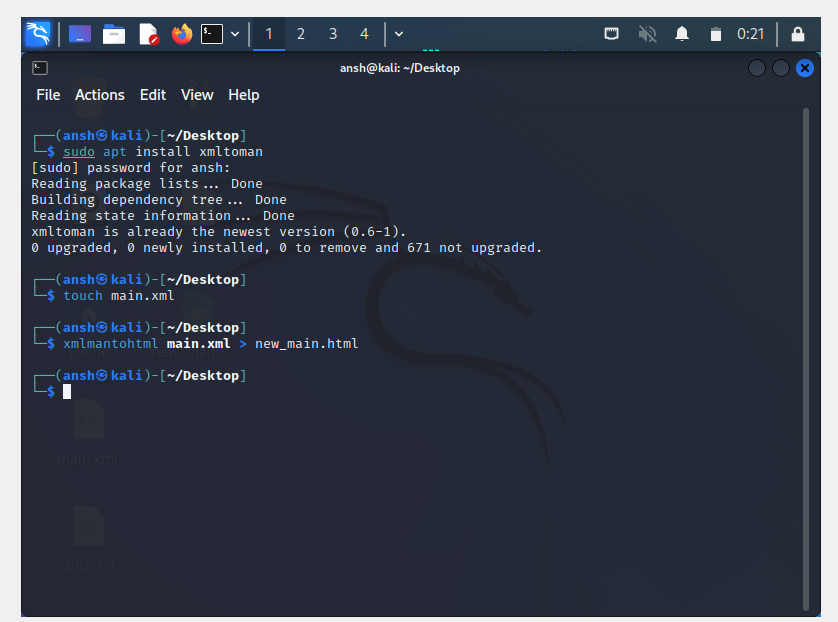 1 2 3 4 0:21
ansh@kali: ~/Desktop
File Actions Edit View Help
┌──(ansh㉿kali)-[~/Desktop]
└─$ sudo apt install xmltoman
[sudo] password for ansh:
Reading package lists... Done
Building dependency tree... Done
Reading state information... Done
xmltoman is already the newest version (0.6-1).
0 upgraded, 0 newly installed, 0 to remove and 671 not upgraded.
┌──(ansh㉿kali)-[~/Desktop]
└─$ touch main.xml
┌──(ansh㉿kali)-[~/Desktop]
└─$ xmlmantohtml main.xml > new_main.html
Home
┌──(ansh㉿kali)-[~/Desktop]
└─$
main.xml
ansh.txt